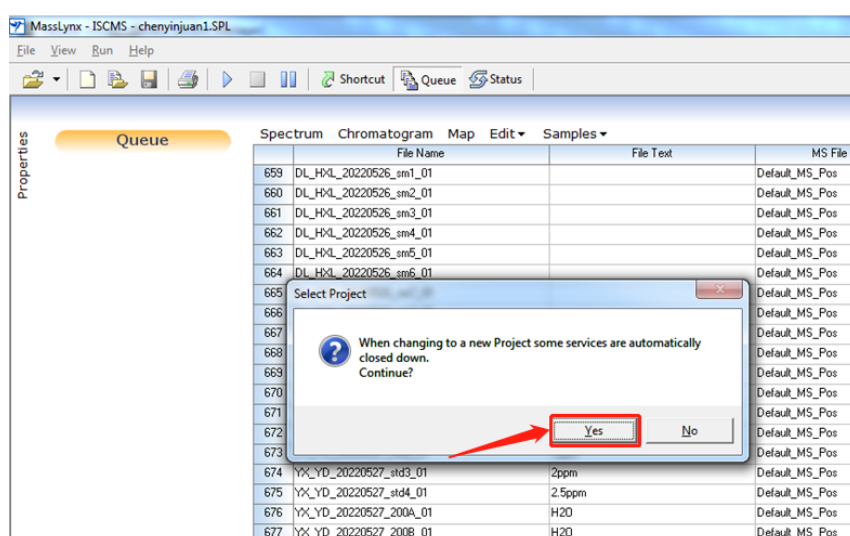 MassLynx - ISCMS - chenyinjuan1.SPL
File View Run Help
Shortcut Queue Status
Properties
Queue
Spectrum Chromatogram Map Edit Samples
File Name File Text MS File
659 DL_HXL_20220526_sm1_01 Default_MS_Pos
660 DL_HXL_20220526_sm2_01 Default_MS_Pos
661 DL_HXL_20220526_sm3_01 Default_MS_Pos
662 DL_HXL_20220526_sm4_01 Default_MS_Pos
663 DL_HXL_20220526_sm5_01 Default_MS_Pos
664 DL_HXL_20220526_sm6_01 Default_MS_Pos
665 Default_MS_Pos
Select Project
666 Default_MS_Pos
667 Default_MS_Pos
When changing to a new Project some services are automatically
closed down.
Continue?
668 Default_MS_Pos
669 Default_MS_Pos
670 Default_MS_Pos
671 Default_MS_Pos
672 Default_MS_Pos
Yes No
673 Default_MS_Pos
674 YX_YD_20220527_std3_01 2ppm Default_MS_Pos
675 YX_YD_20220527_std4_01 2.5ppm Default_MS_Pos
676 YX_YD_20220527_200A_01 H2O Default_MS_Pos
677 YX_YD_20220527_200B_01 H2O Default_MS_Pos